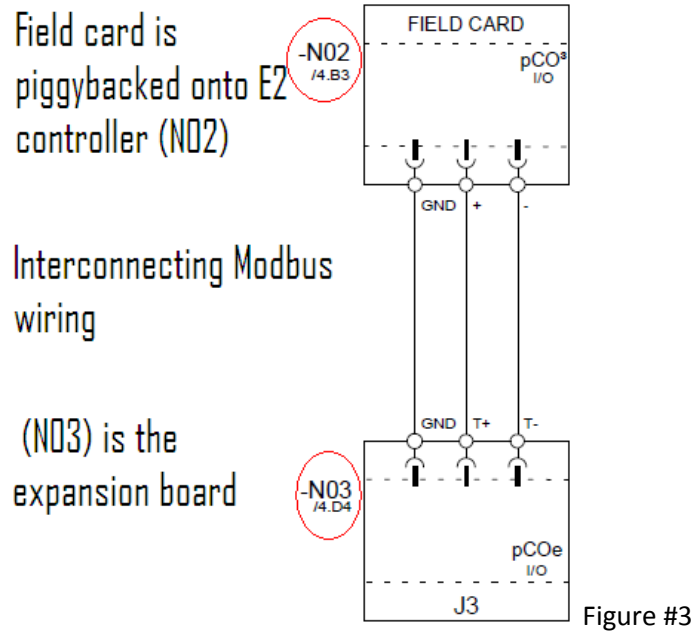 Field card is
piggybacked onto E2
controller (N02)
FIELD CARD
-N02
/4.B3
pCO³
I/O
GND + -
Interconnecting Modbus
wiring
(N03) is the
expansion board
GND T+ T-
-N03
/4.D4
pCOe
I/O
J3
Figure #3